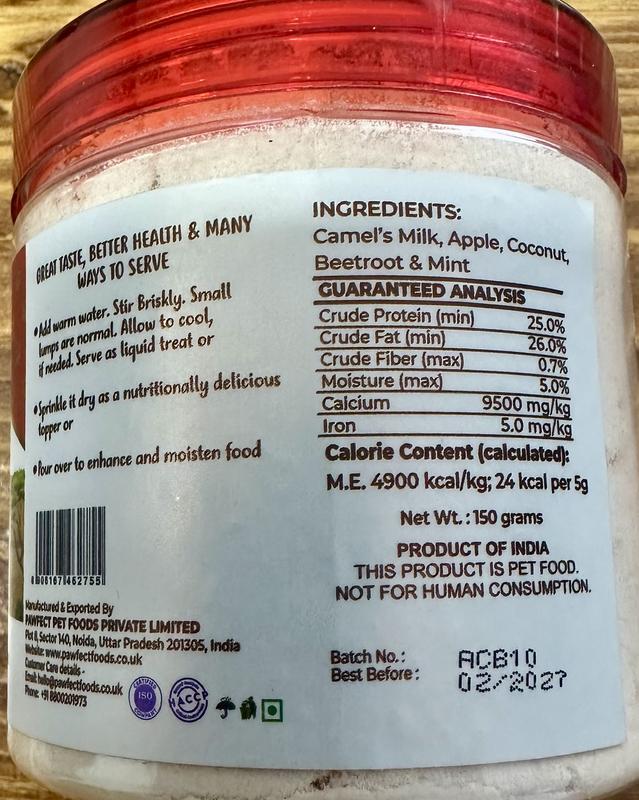 GREAT TASTE, BETTER HEALTH & MANY
WAYS TO SERVE
• Add warm water. Stir Briskly. Small
lumps are normal. Allow to cool,
if needed. Serve as liquid treat or
• Sprinkle it dry as a nutritionally delicious
topper or
• Pour over to enhance and moisten food
Manufactured & Exported By
PAWFECT PET FOODS PRIVATE LIMITED
Plot 8, Sector 140, Noida, Uttar Pradesh 201305, India
Website: www.pawfectfoods.co.uk
Customer Care details -
Email: hello@pawfectfoods.co.uk
Phone: +91 8800201973
CERTIFIED
ISO
COMPANY
ACC
INGREDIENTS:
Camel's Milk, Apple, Coconut,
Beetroot & Mint
GUARANTEED ANALYSIS
Crude Protein (min) 25.0%
Crude Fat (min) 26.0%
Crude Fiber (max) 0.7%
Moisture (max) 5.0%
Calcium 9500 mg/kg
Iron 5.0 mg/kg
Calorie Content (calculated):
M.E. 4900 kcal/kg; 24 kcal per 5g
Net Wt. : 150 grams
PRODUCT OF INDIA
THIS PRODUCT IS PET FOOD.
NOT FOR HUMAN CONSUMPTION.
Batch No.: ACB10
Best Before: 02/2027